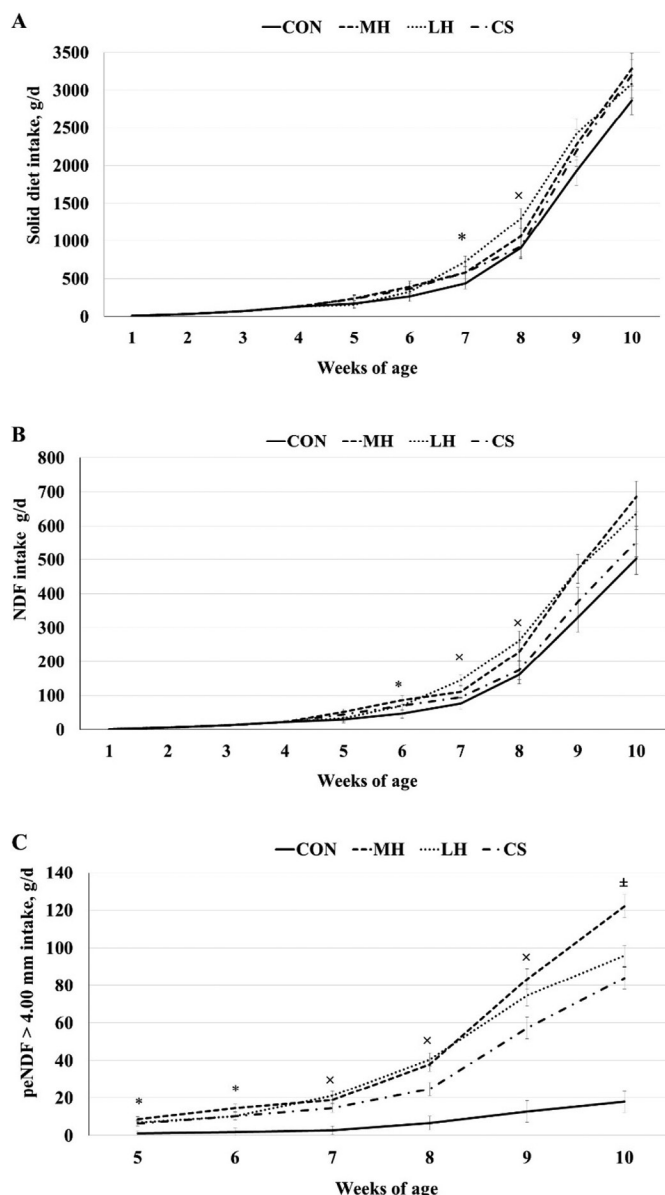 A
CON MH LH CS
3500
3000
2500
2000
1500
1000
500
0
Solid diet intake, g/d
*
×
1 2 3 4 5 6 7 8 9 10
Weeks of age
B
CON MH LH CS
800
700
600
500
400
300
200
100
0
NDF intake g/d
*
×
×
1 2 3 4 5 6 7 8 9 10
Weeks of age
C
CON MH LH CS
140
120
100
80
60
40
20
0
peNDF > 4.00 mm intake, g/d
*
*
×
×
×
ⵐ
5 6 7 8 9 10
Weeks of age